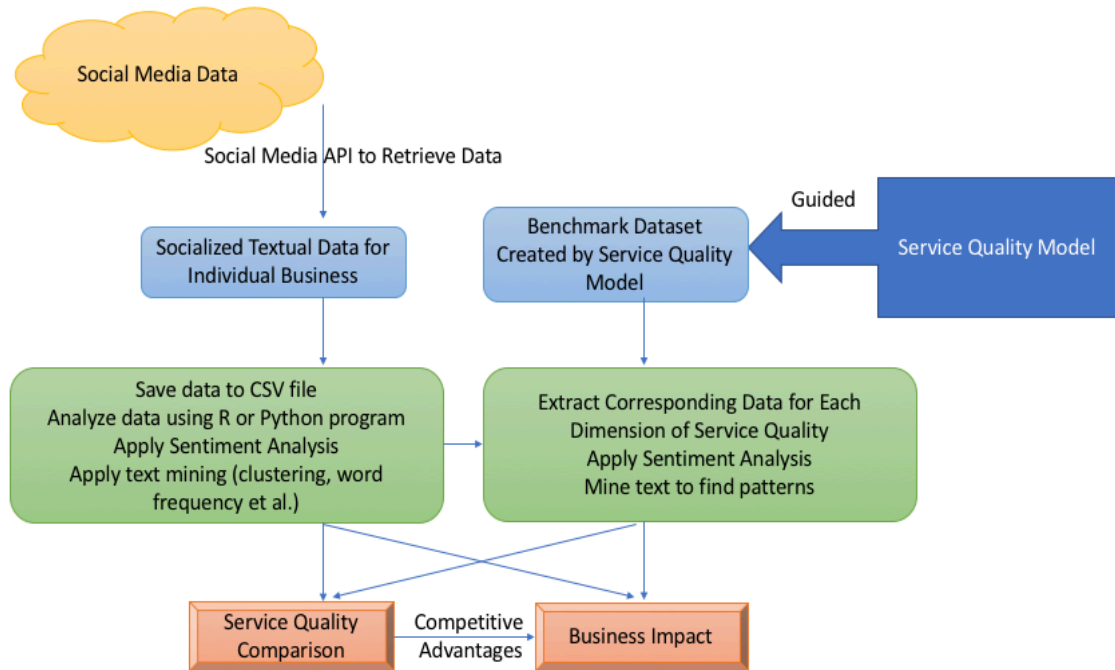 Social Media Data
Social Media API to Retrieve Data
Guided
Service Quality Model
Socialized Textual Data for
Individual Business
Benchmark Dataset
Created by Service Quality
Model
Save data to CSV file
Analyze data using R or Python program
Apply Sentiment Analysis
Apply text mining (clustering, word
frequency et al.)
Extract Corresponding Data for Each
Dimension of Service Quality
Apply Sentiment Analysis
Mine text to find patterns
Service Quality
Comparison
Competitive
Advantages
Business Impact